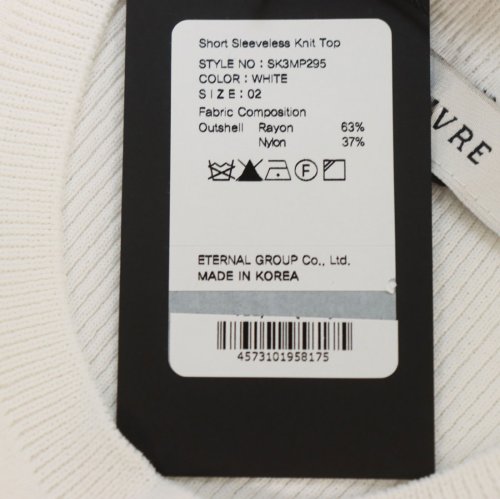 Short Sleeveless Knit Top
STYLE NO : SK3MP295
COLOR : WHITE
SIZE : 02
Fabric Composition
Outshell Rayon 63%
Nylon 37%
F
ETERNAL GROUP Co., Ltd.
MADE IN KOREA
4573101958175